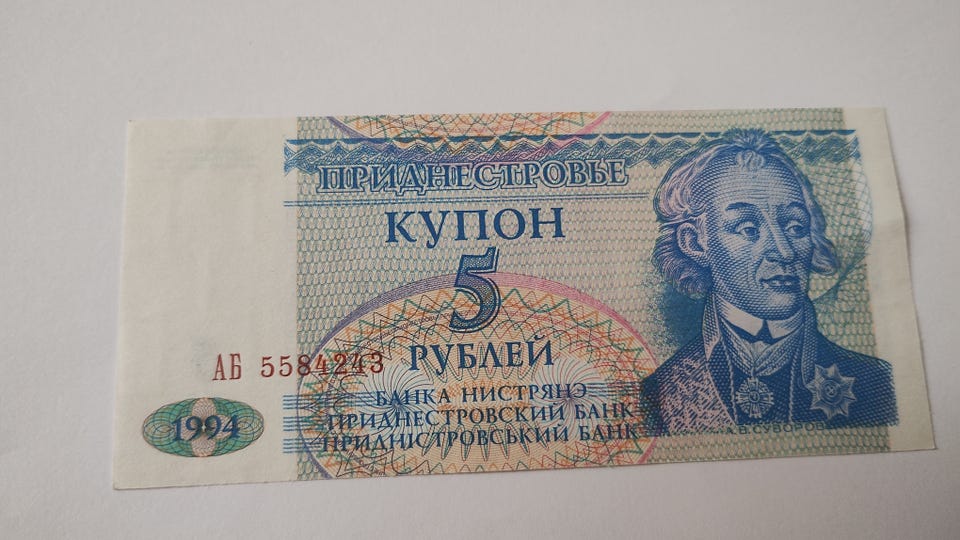 ПРИДНЕСТРОВЬЕ
КУПОН
5
РУБЛЕЙ
АБ 5584243
БАНКА НИСТРЯНЭ
ПРИДНЕСТРОВСКИЙ БАНК
ПРИДНІСТРОВСЬКИЙ БАНК
1994
А.В.СУВОРОВ